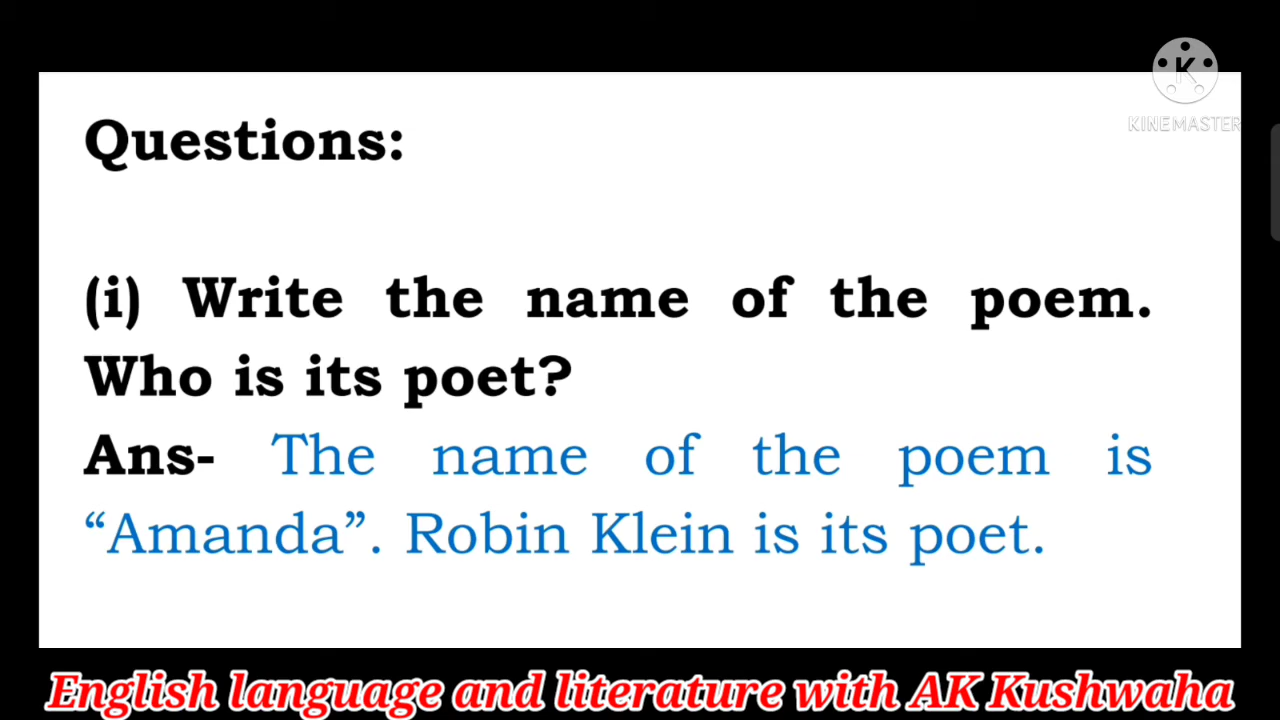 K
KINEMASTER
Questions:
(i) Write the name of the poem.
Who is its poet?
Ans- The name of the poem is
“Amanda”. Robin Klein is its poet.
English language and literature with AK Kushwaha